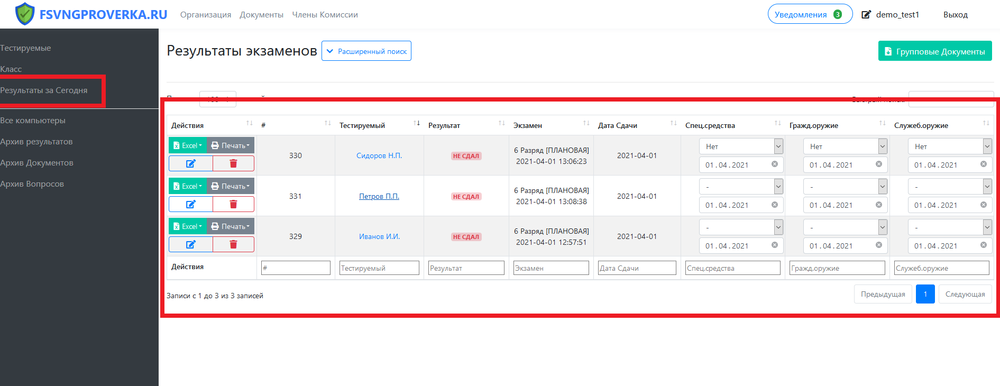 FSVNGPROVERKA.RU Организация Документы Члены Комиссии Уведомления 3 demo_test1 Выход
Тестируемые
Класс
Результаты за Сегодня
Все компьютеры
Архив результатов
Архив Документов
Архив Вопросов
Результаты экзаменов Расширенный поиск Групповые Документы
Действия # Тестируемый Результат Экзамен Дата Сдачи Спец.средства Гражд.оружие Служеб.оружие
Excel Печать 330 Сидоров Н.П. НЕ СДАЛ 6 Разряд [ПЛАНОВАЯ] 2021-04-01 Нет Нет Нет
2021-04-01 13:06:23 01.04.2021 01.04.2021 01.04.2021
Excel Печать 331 Петров П.П. НЕ СДАЛ 6 Разряд [ПЛАНОВАЯ] 2021-04-01 - - -
2021-04-01 13:08:38 01.04.2021 01.04.2021 01.04.2021
Excel Печать 329 Иванов И.И. НЕ СДАЛ 6 Разряд [ПЛАНОВАЯ] 2021-04-01 - - -
2021-04-01 12:57:51 01.04.2021 01.04.2021 01.04.2021
Действия # Тестируемый Результат Экзамен Дата Сдачи Спец.средства Гражд.оружие Служеб.оружие
Записи с 1 до 3 из 3 записей Предыдущая 1 Следующая